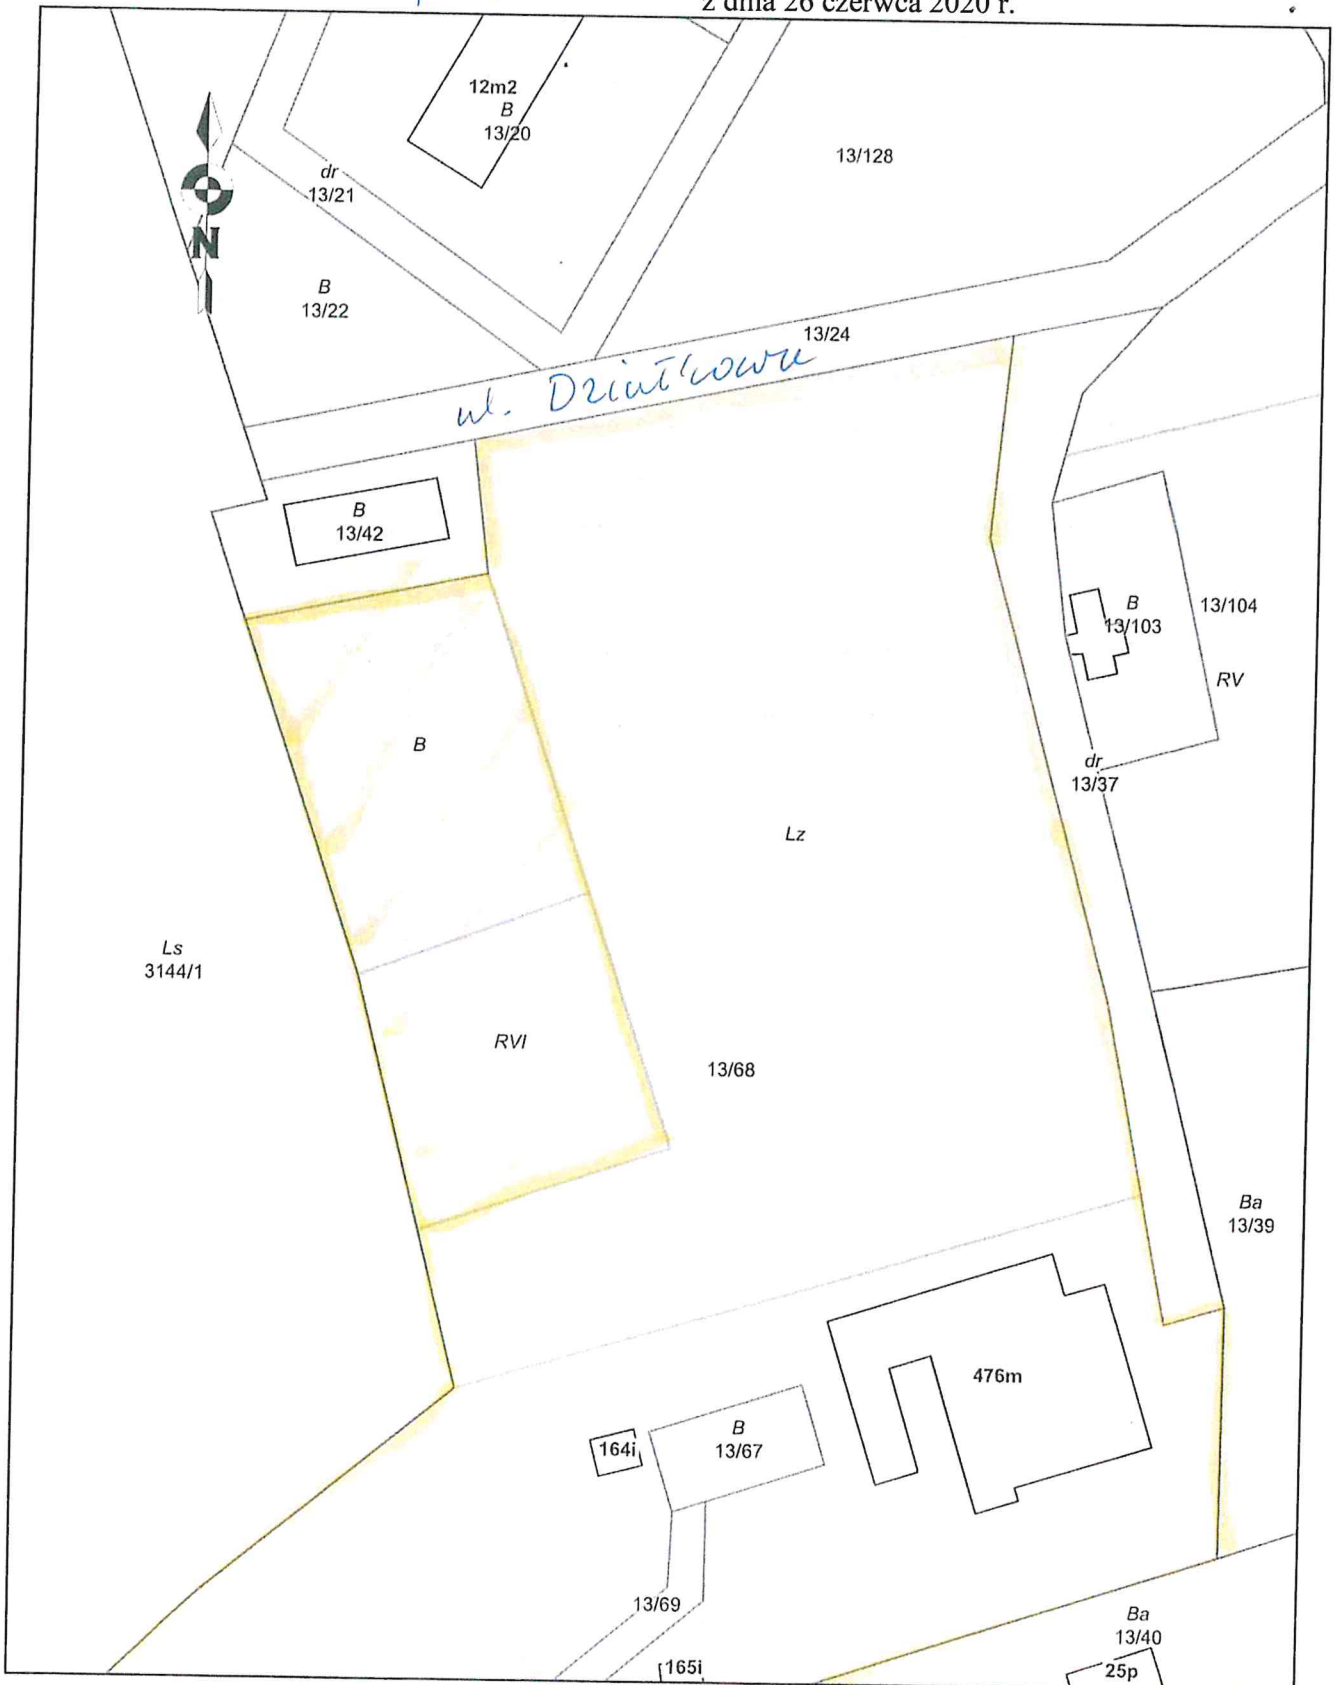 z dnia 26 czerwca 2020 r.
12m2
B
13/20
13/128
dr
13/21
N
B
13/22
13/24
ul. Działkowa
B
13/42
B
13/103
13/104
RV
B
dr
13/37
Lz
Ls
3144/1
RVI
13/68
Ba
13/39
476m
B
13/67
164i
13/69
Ba
13/40
165i
25p